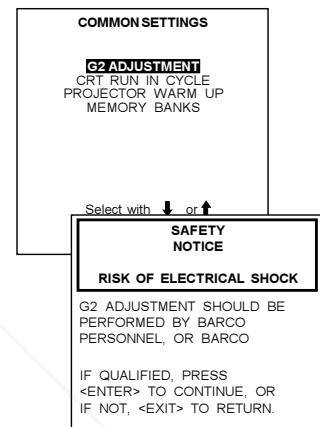 COMMON SETTINGS
G2 ADJUSTMENT
CRT RUN IN CYCLE
PROJECTOR WARM UP
MEMORY BANKS
Select with or
SAFETY
NOTICE
RISK OF ELECTRICAL SHOCK
G2 ADJUSTMENT SHOULD BE
PERFORMED BY BARCO
PERSONNEL, OR BARCO
IF QUALIFIED, PRESS
<ENTER> TO CONTINUE, OR
IF NOT, <EXIT> TO RETURN.